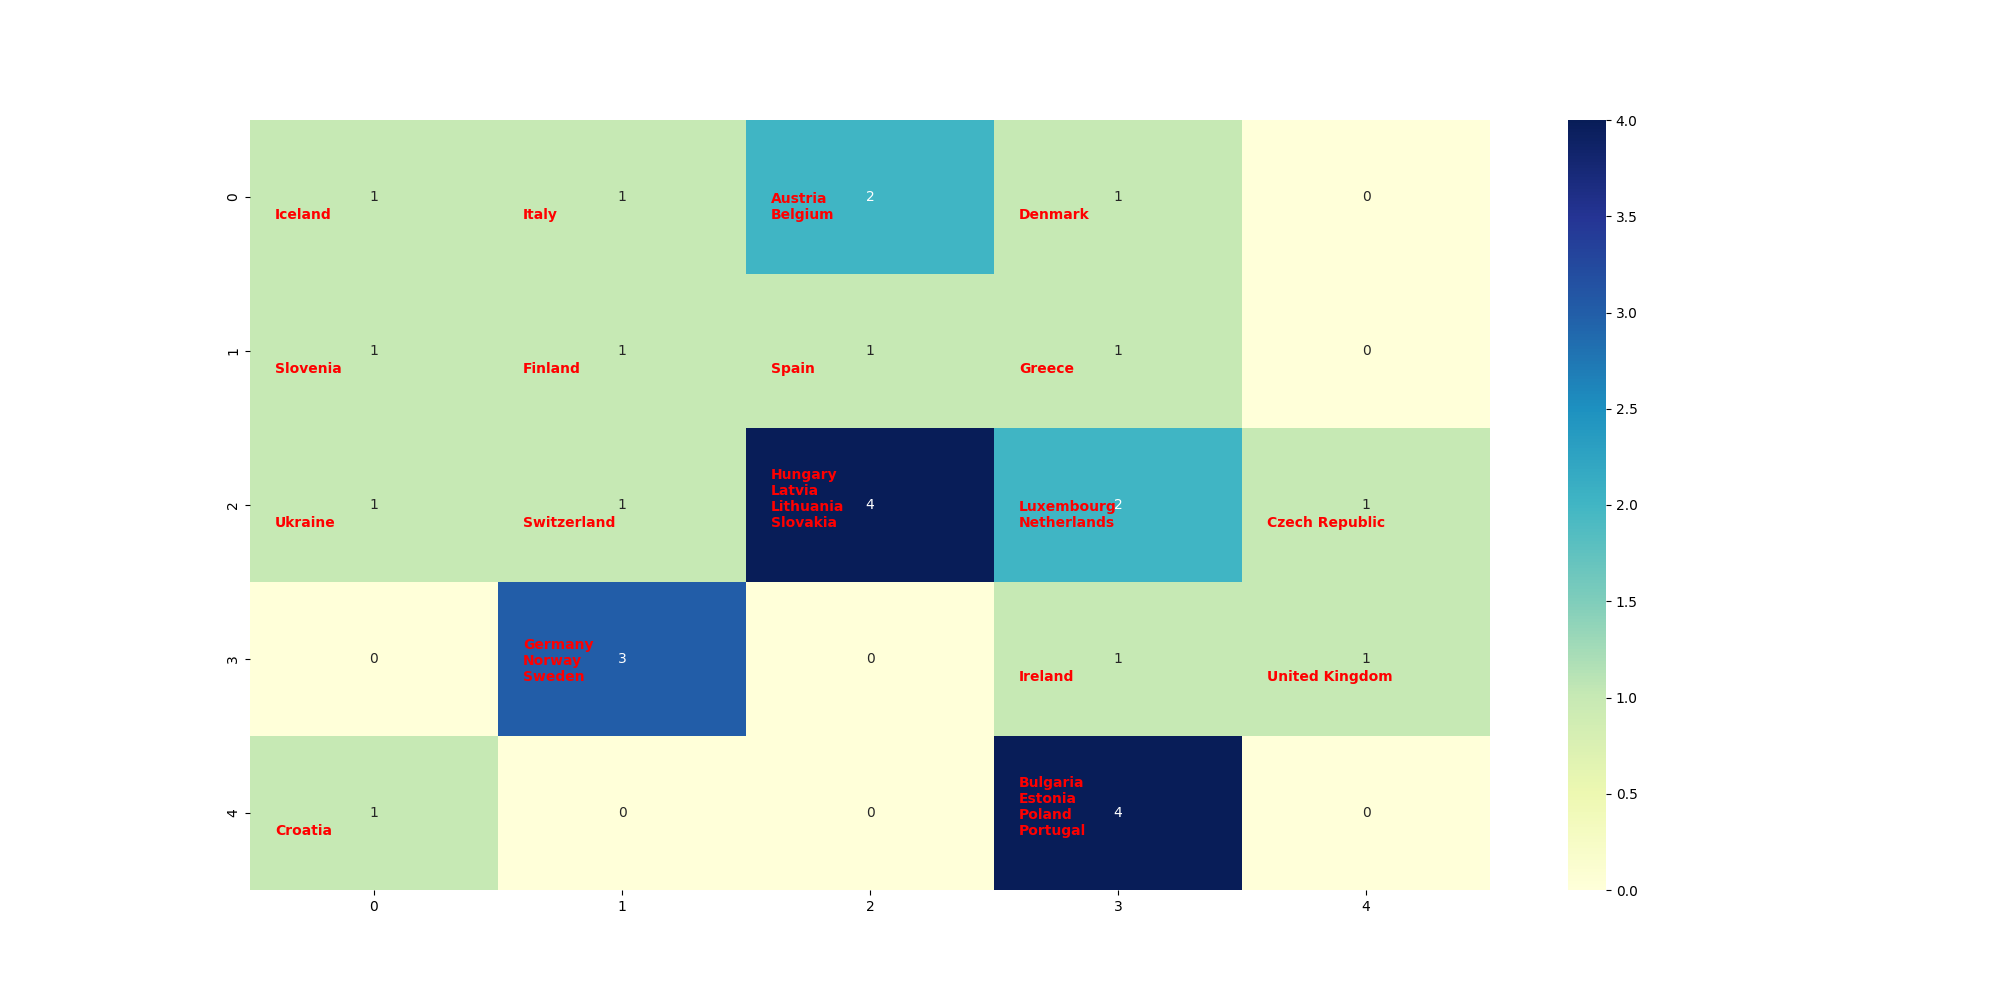 1 1 2 1 0
Iceland
Italy
Austria
Belgium
Denmark
0
1 1 1 1 0
Slovenia
Finland
Spain
Greece
1
1 1 4 2 1
Ukraine
Switzerland
Hungary
Latvia
Lithuania
Slovakia
Luxembourg
Netherlands
Czech Republic
2
0 3 0 1 1
Germany
Norway
Sweden
Ireland
United Kingdom
3
1 0 0 4 0
Croatia
Bulgaria
Estonia
Poland
Portugal
4
0 1 2 3 4
4.0
3.5
3.0
2.5
2.0
1.5
1.0
0.5
0.0